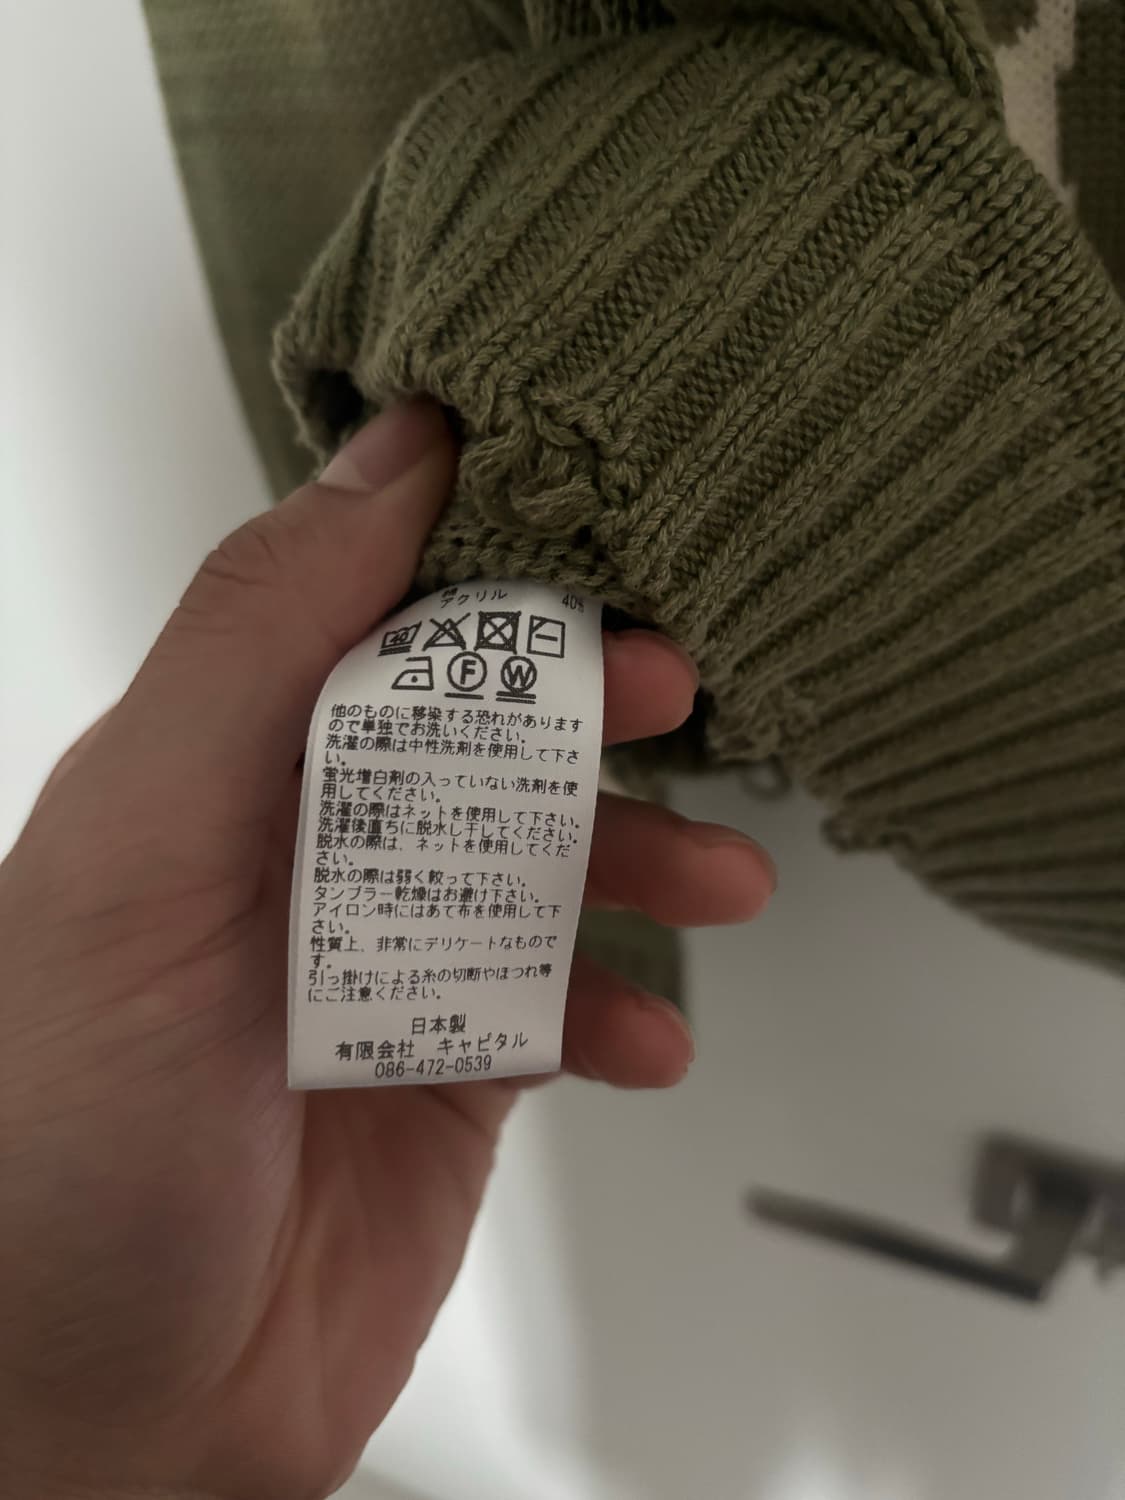 綿
アクリル 40%
40
F W
他のものに移染する恐れがあります
ので単独でお洗いください。
洗濯の際は中性洗剤を使用して下さ
い。
蛍光増白剤の入っていない洗剤を使
用してください。
洗濯の際はネットを使用して下さい。
洗濯後直ちに脱水し干してください。
脱水の際は、ネットを使用してくだ
さい。
脱水の際は弱く絞って下さい。
タンブラー乾燥はお避け下さい。
アイロン時にはあて布を使用して下
さい。
性質上、非常にデリケートなもので
す。
引っ掛けによる糸の切断やほつれ等
にご注意ください。
日本製
有限会社 キャピタル
086-472-0539